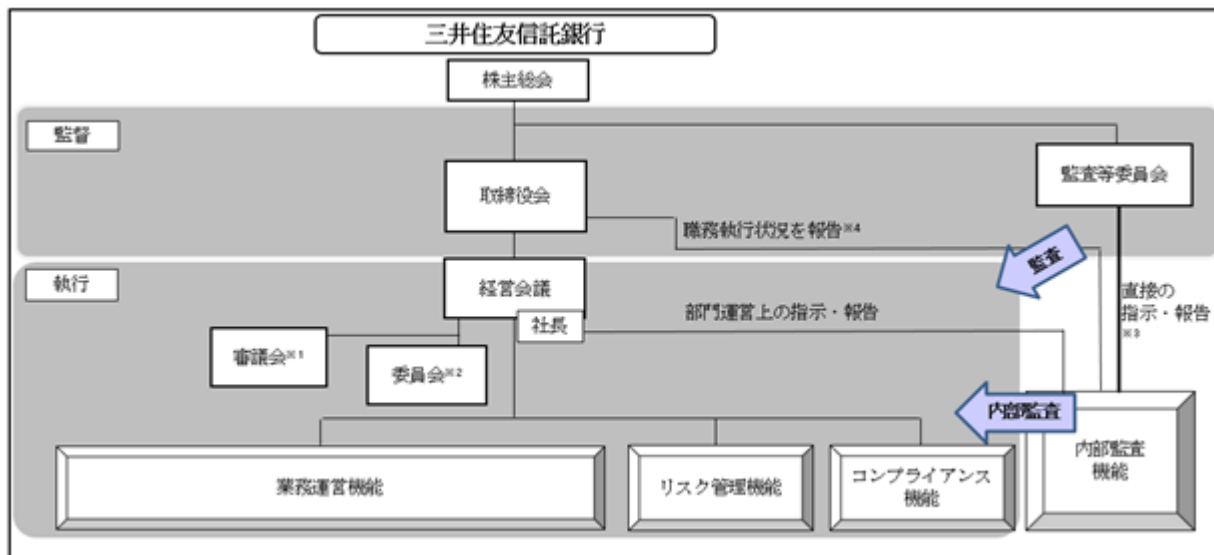 三井住友信託銀行
株主総会
監督
取締役会
監査等委員会
職務執行状況を報告※4
監査
執行
経営会議
社長
部門運営上の指示・報告
直接の
指示・報告
※3
審議会※1
委員会※2
内部監査
業務運営機能
リスク管理機能
コンプライアンス
機能
内部監査
機能